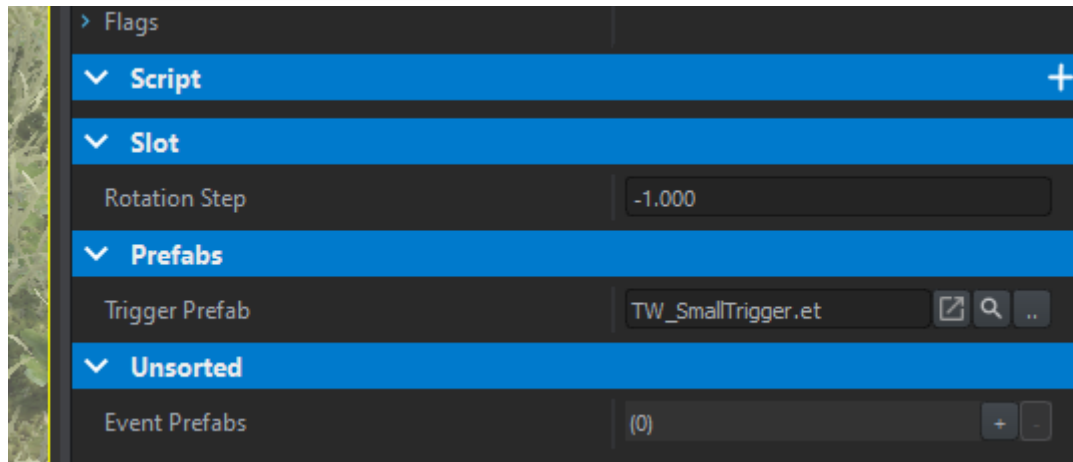 Flags
Script
Slot
Rotation Step -1.000
Prefabs
Trigger Prefab TW_SmallTrigger.et ..
Unsorted
Event Prefabs (0) + -